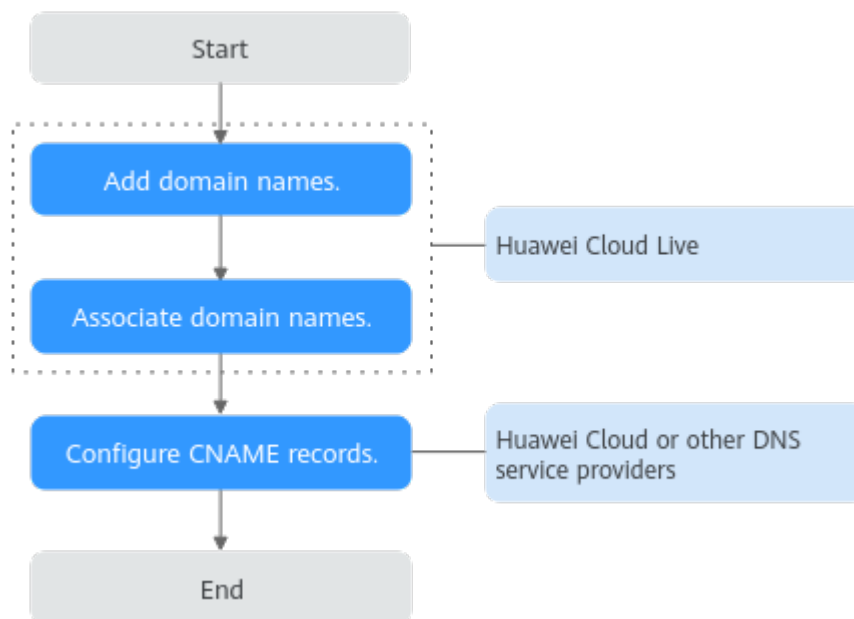 Start
Add domain names.
Huawei Cloud Live
Associate domain names.
Configure CNAME records.
Huawei Cloud or other DNS
service providers
End